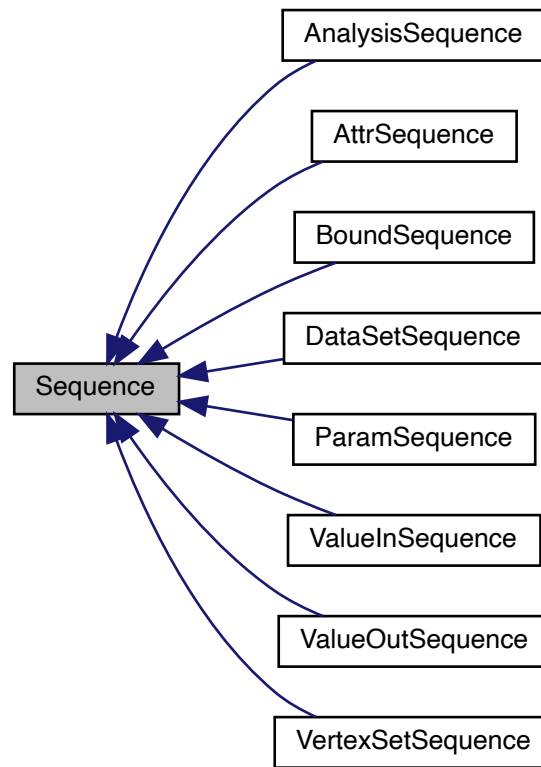 AnalysisSequence
AttrSequence
BoundSequence
DataSetSequence
Sequence
ParamSequence
ValueInSequence
ValueOutSequence
VertexSetSequence